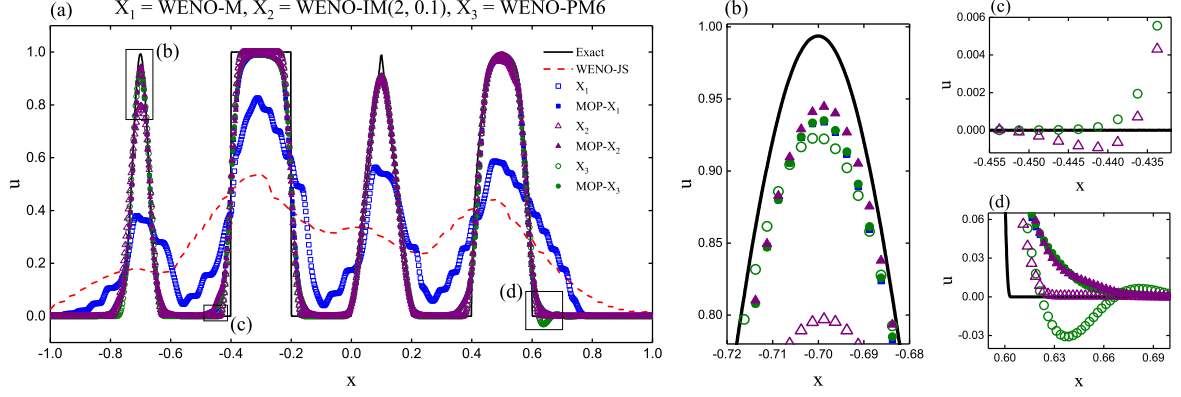 (a) X₁ = WENO-M, X₂ = WENO-IM(2, 0.1), X₃ = WENO-PM6
1.0
0.8
0.6
0.4
0.2
0.0
u
-1.0 -0.8 -0.6 -0.4 -0.2 0.0 0.2 0.4 0.6 0.8 1.0
x
(b)
(c)
(d)
Exact
WENO-JS
X₁
MOP-X₁
X₂
MOP-X₂
X₃
MOP-X₃
(b)
1.00
0.95
0.90
0.85
0.80
u
-0.72 -0.71 -0.70 -0.69 -0.68
x
(c)
0.006
0.004
0.002
0.000
u
-0.455 -0.450 -0.445 -0.440 -0.435
x
(d)
0.06
0.03
0.00
-0.03
u
0.60 0.63 0.66 0.69
x